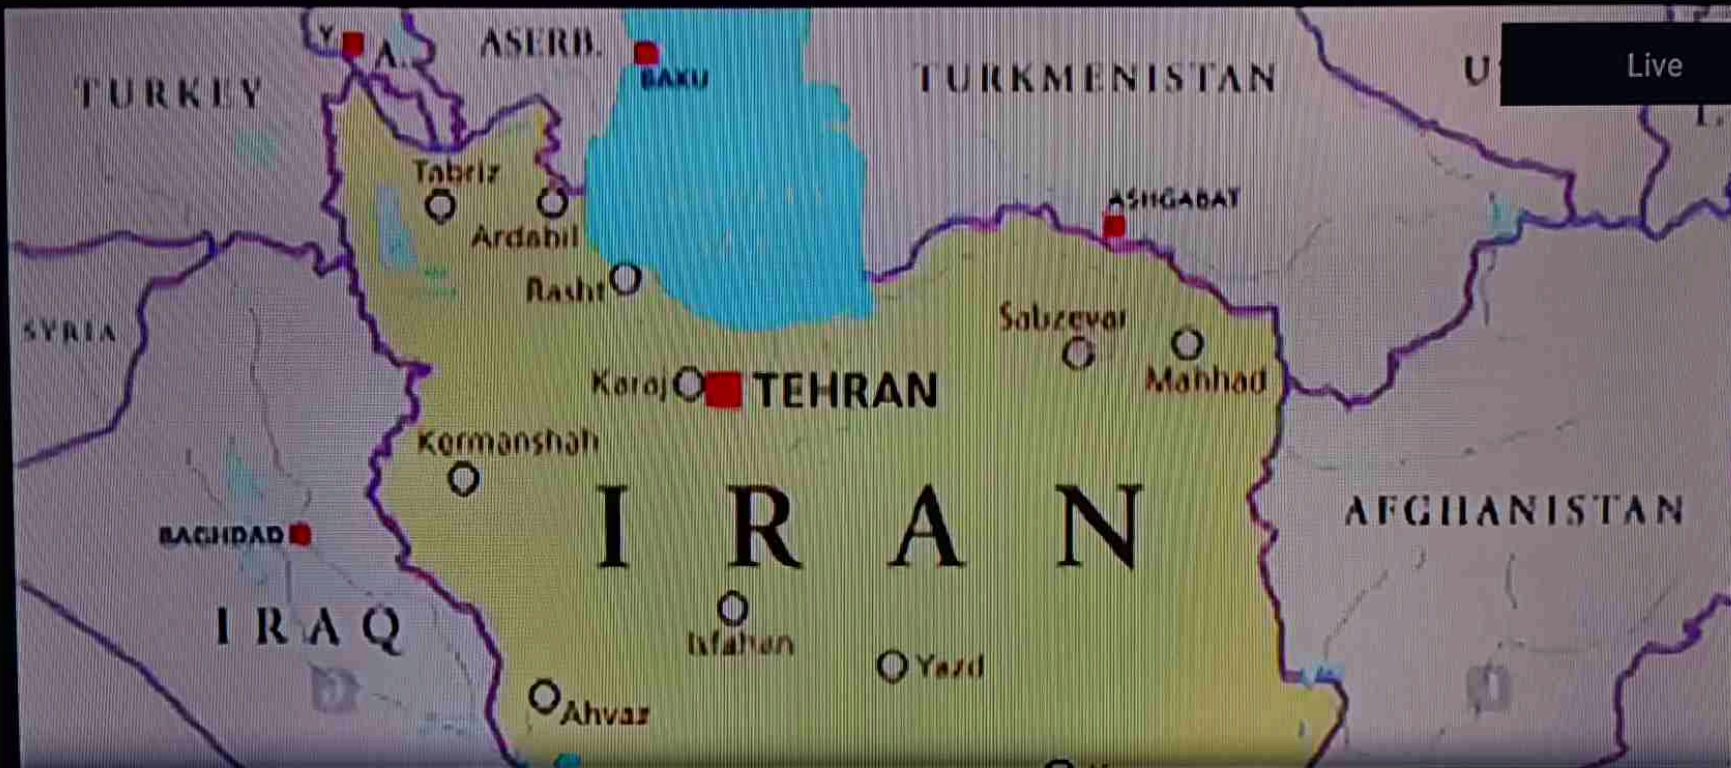 Y.
A.
ASERB.
BAKU
TURKEY
TURKMENISTAN
U
Live
Tabriz
ASHGABAT
Ardabil
Rasht
SYRIA
Sabzevar
Karaj
TEHRAN
Mahhad
Kermanshah
IRAN
AFGHANISTAN
BAGHDAD
IRAQ
Isfahan
Yazd
Ahvaz